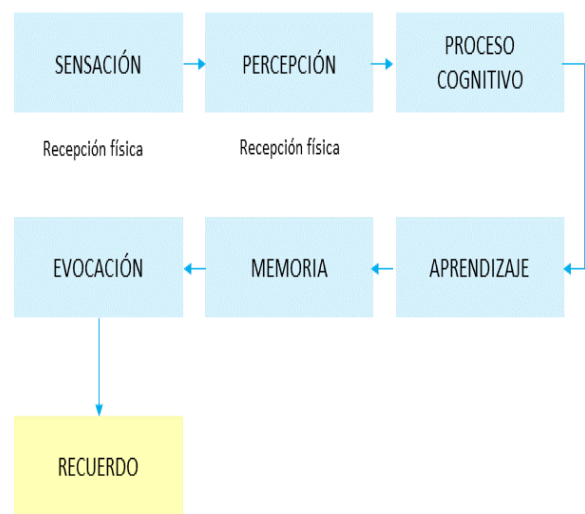 SENSACIÓN
PERCEPCIÓN
PROCESO
COGNITIVO
Recepción física
Recepción física
EVOCACIÓN
MEMORIA
APRENDIZAJE
RECUERDO